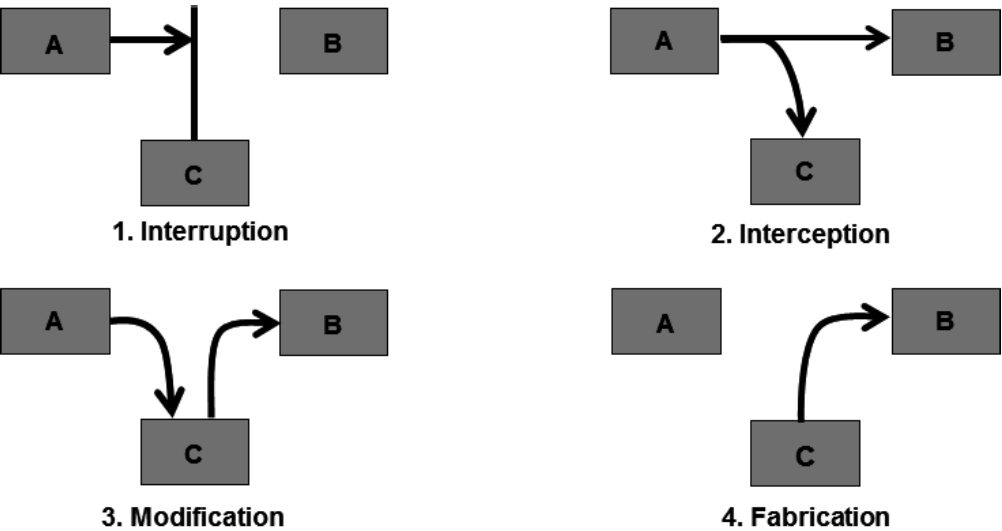 A
B
C
1. Interruption
A
B
C
2. Interception
A
B
C
3. Modification
A
B
C
4. Fabrication